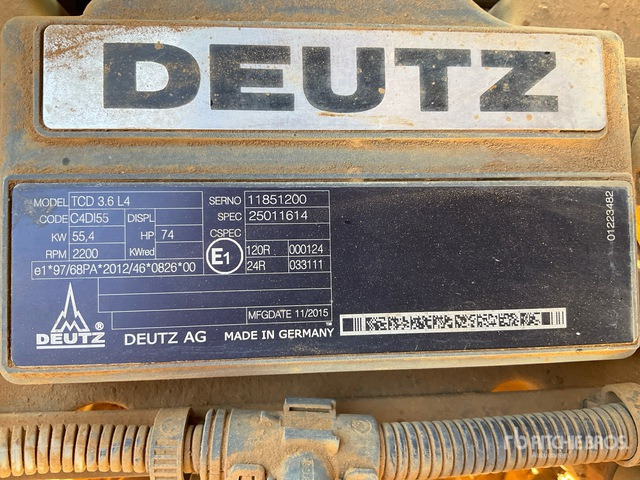 DEUTZ
MODEL TCD 3.6 L4 SERNO 11851200
CODE C4DI55 DISPL SPEC 25011614
KW 55,4 HP 74 CSPEC
RPM 2200 KWred E1 120R 000124
24R 033111
e1*97/68PA*2012/46*0826*00
MFGDATE 11/2015
DEUTZ ® DEUTZ AG MADE IN GERMANY
01223482
RITCHIE BROS.